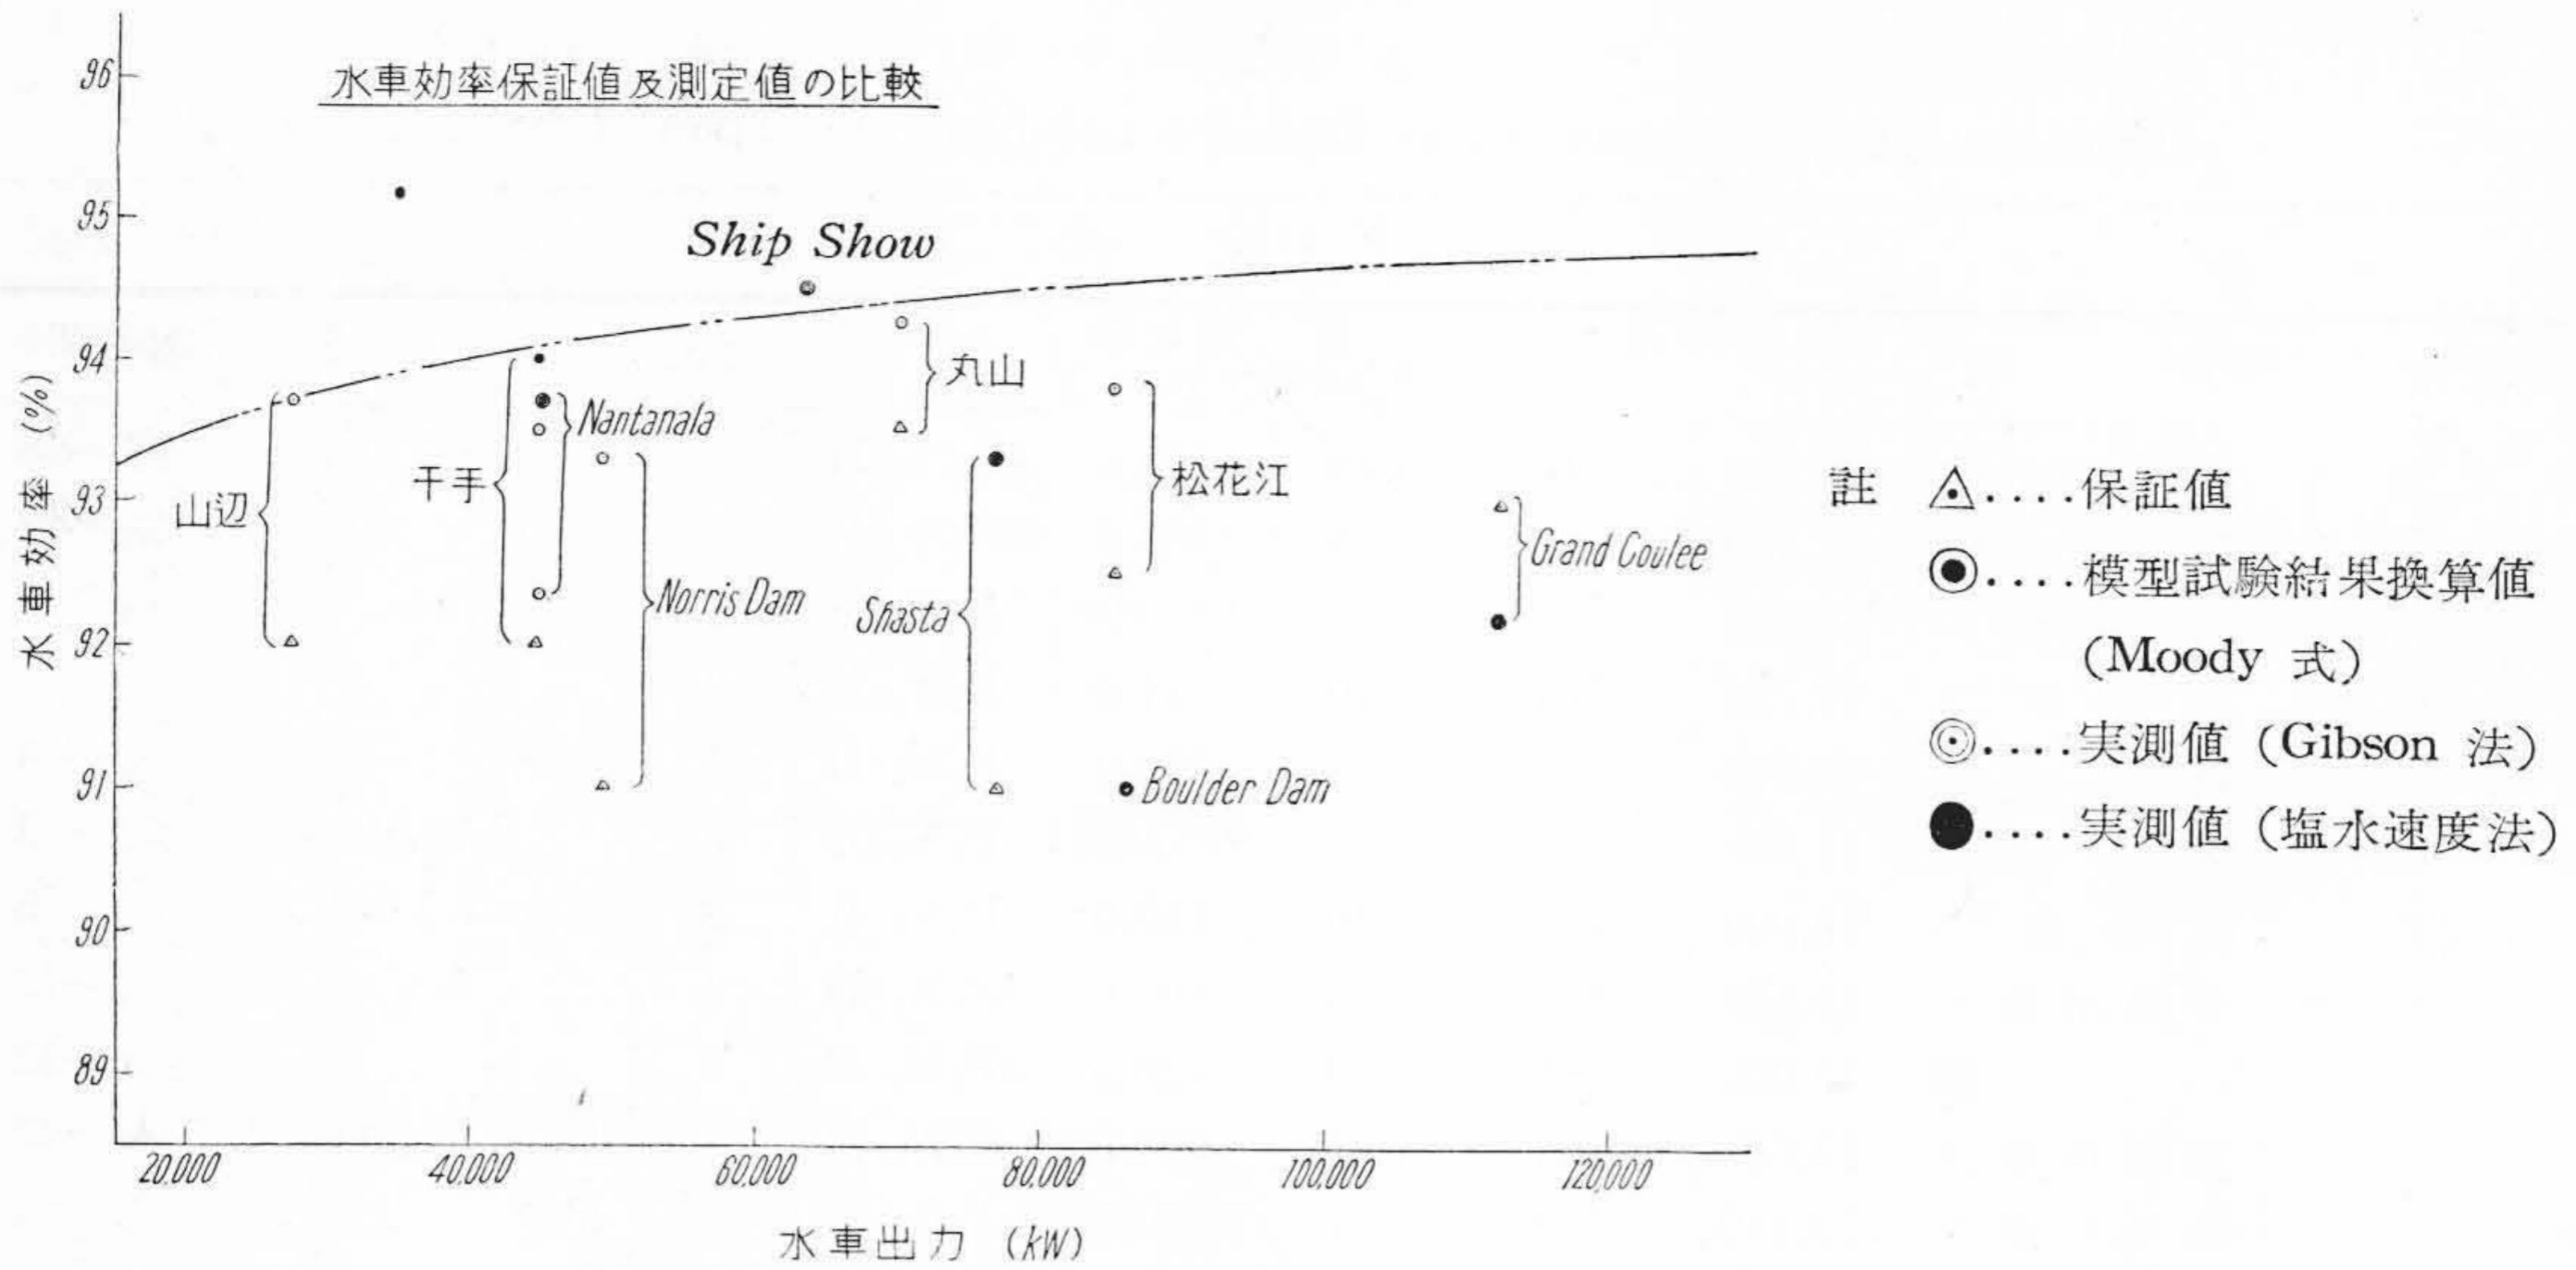 水車効率保証値及測定値の比較
水車効率 (%)
96
95
94
93
92
91
90
89
Ship Show
丸山
Nantanala
千手
松花江
山辺
Grand Coulee
Norris Dam
Shasta
Boulder Dam
20,000 40,000 60,000 80,000 100,000 120,000
水車出力 (kW)
註 ....保証値
....模型試験結果換算値
(Moody 式)
....実測値 (Gibson 法)
....実測値 (塩水速度法)